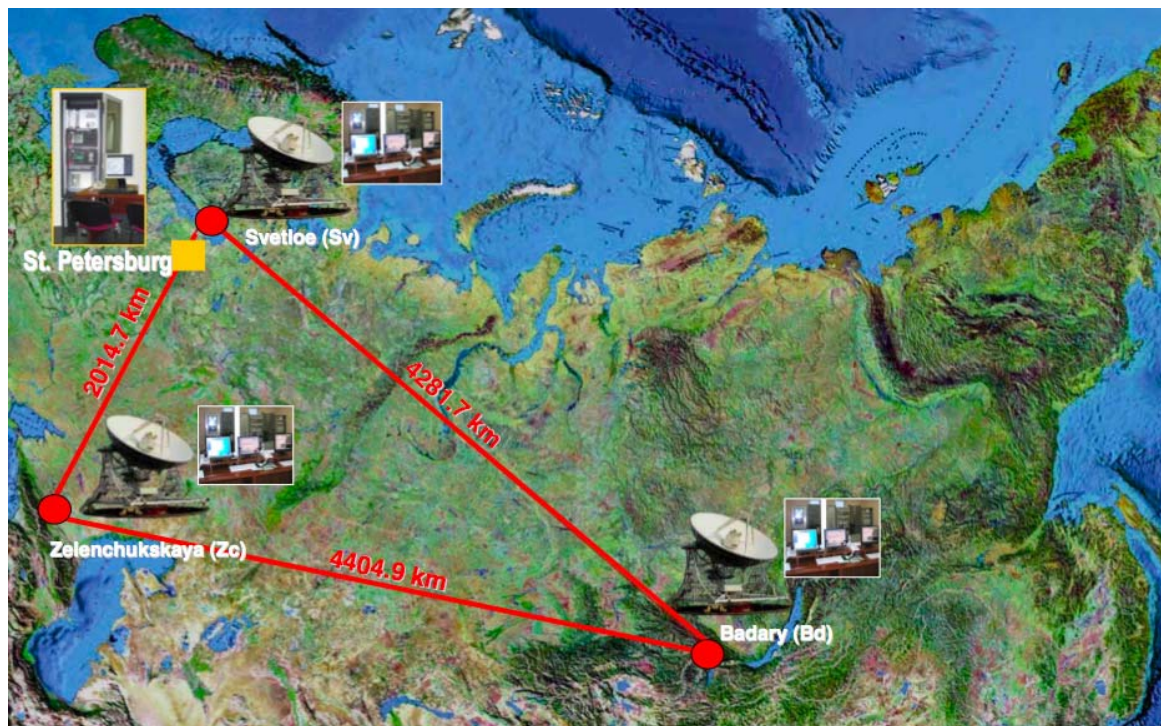 Svetloe (Sv)
St. Petersburg
2014.7 km
4281.7 km
Zelenchukskaya (Zc)
4404.9 km
Badary (Bd)